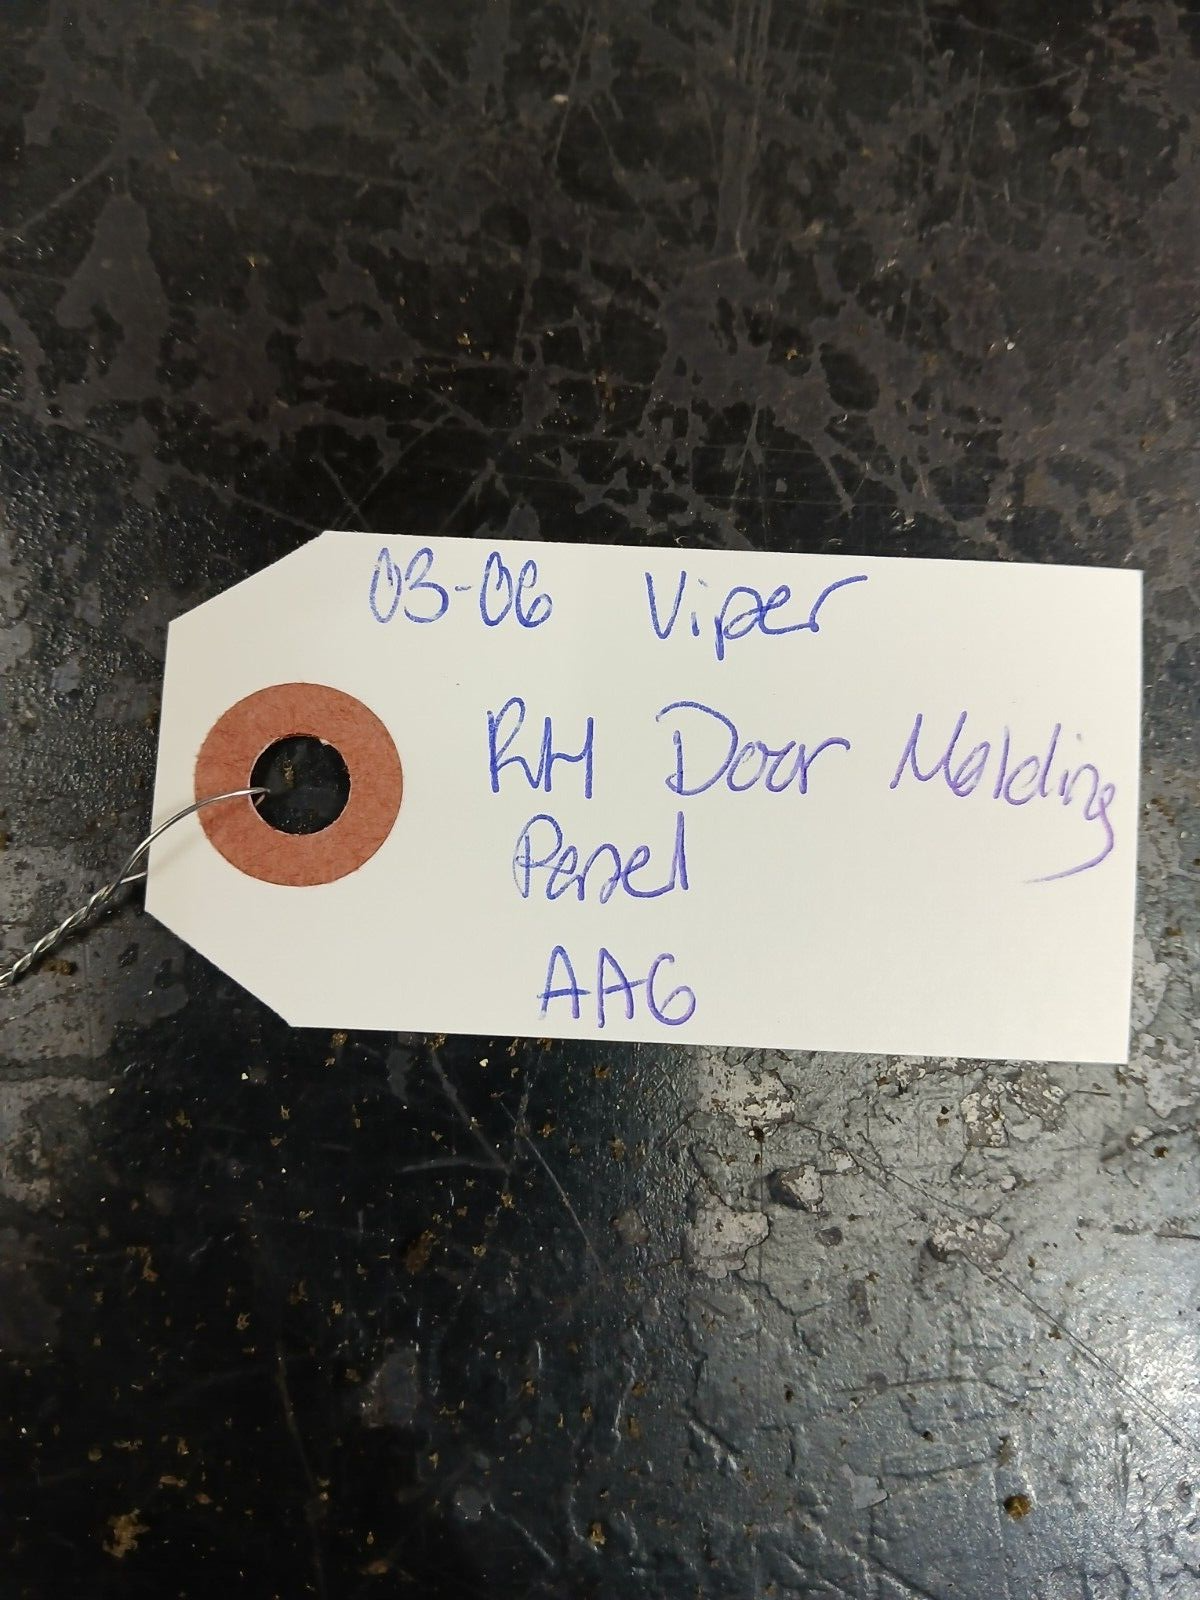 03-06 Viper
RH Door Molding
Panel
AA6